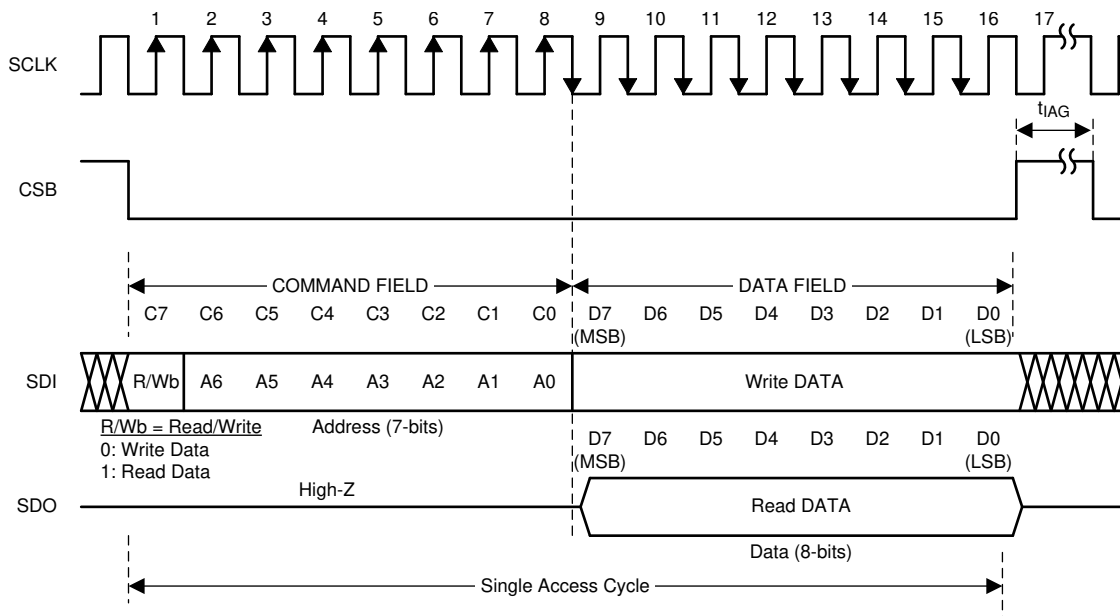 1 2 3 4 5 6 7 8 9 10 11 12 13 14 15 16 17
SCLK
tIAG
CSB
COMMAND FIELD DATA FIELD
C7 C6 C5 C4 C3 C2 C1 C0 D7 D6 D5 D4 D3 D2 D1 D0
(MSB) (LSB)
SDI R/Wb A6 A5 A4 A3 A2 A1 A0 Write DATA
R/Wb = Read/Write Address (7-bits)
0: Write Data
1: Read Data
D7 D6 D5 D4 D3 D2 D1 D0
(MSB) (LSB)
High-Z
SDO Read DATA
Data (8-bits)
Single Access Cycle